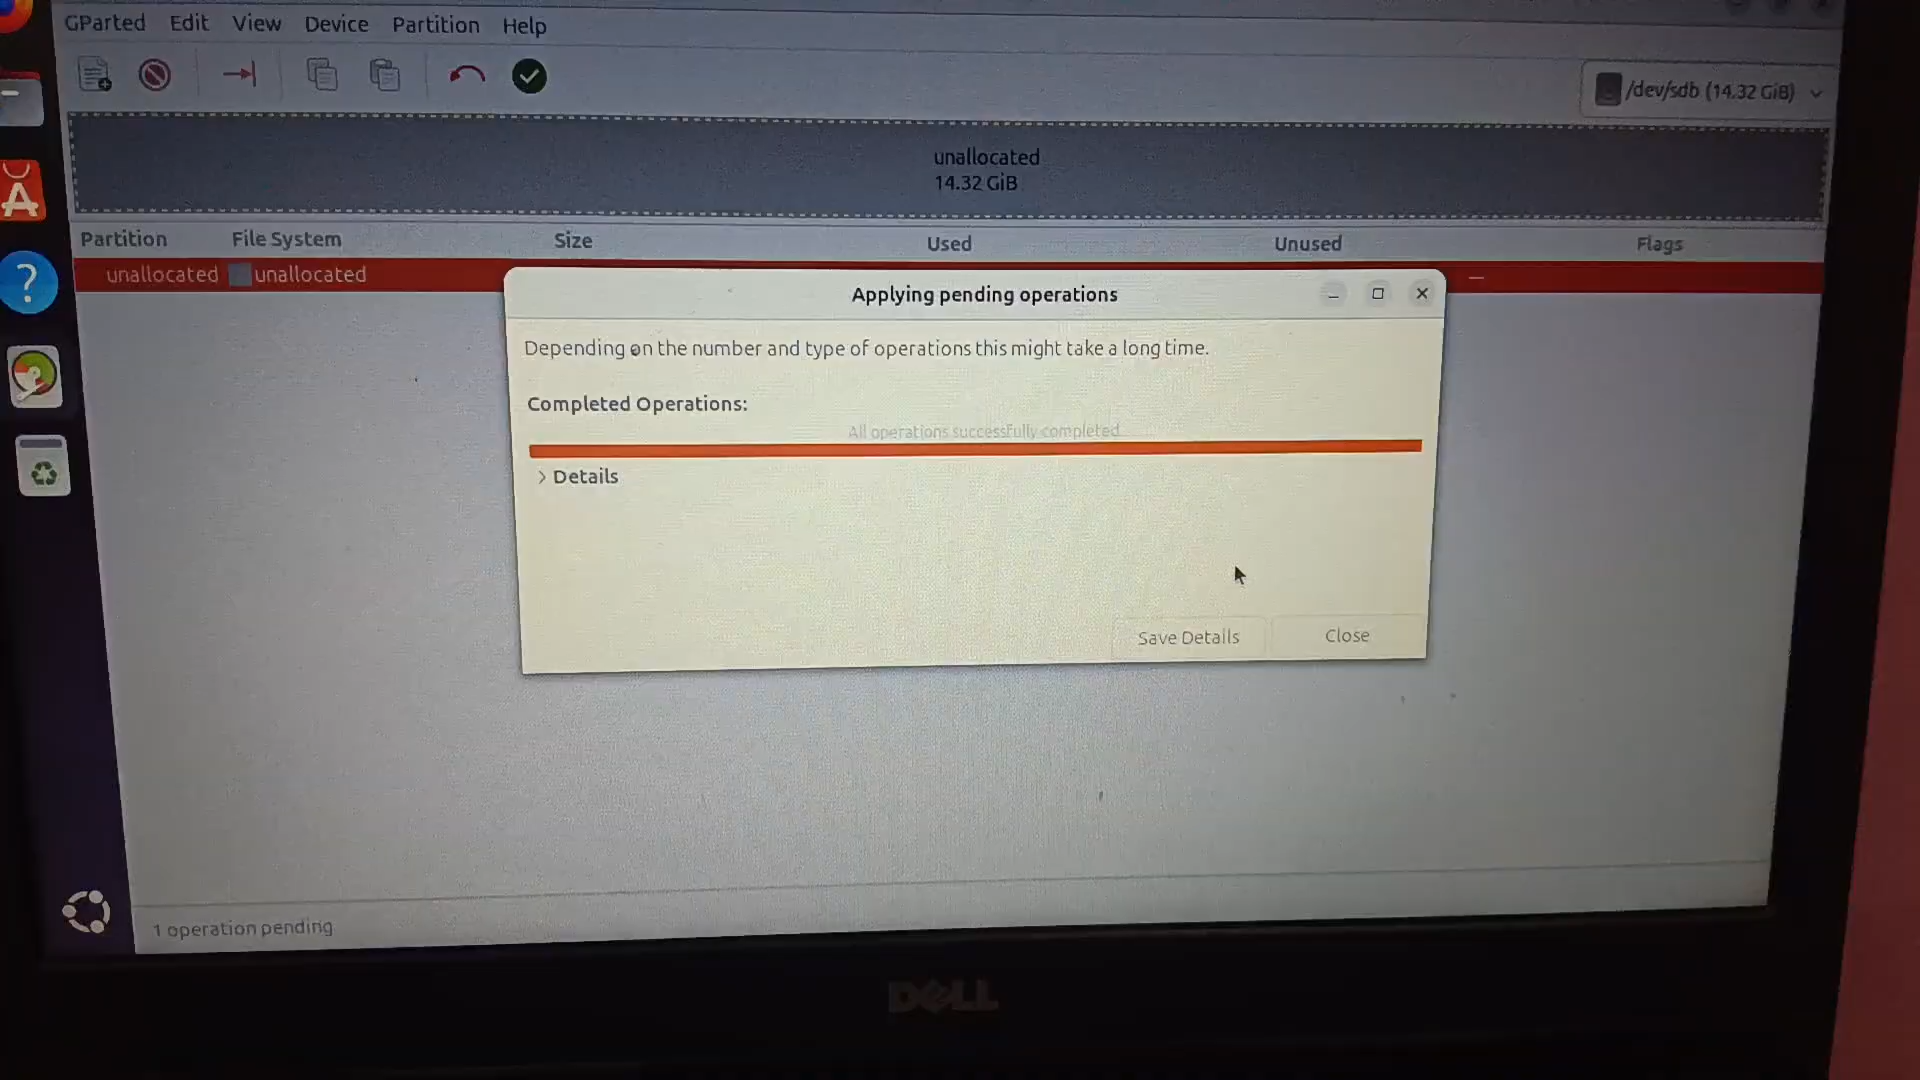 GParted Edit View Device Partition Help
/dev/sdb (14.32 GiB)
unallocated
14.32 GiB
Partition File System Size Used Unused Flags
unallocated unallocated —
Applying pending operations
Depending on the number and type of operations this might take a long time.
Completed Operations:
All operations successfully completed
Details
Save Details Close
1 operation pending
DELL